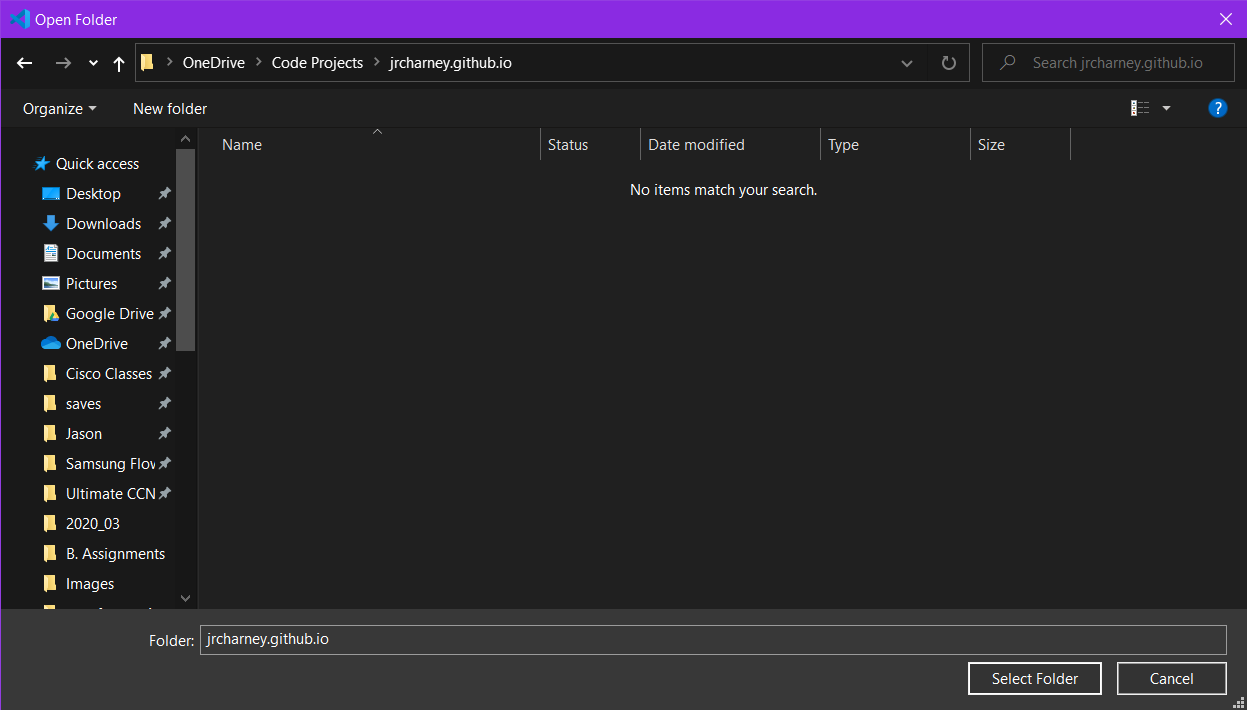 Open Folder
OneDrive Code Projects jrcharney.github.io
Search jrcharney.github.io
Organize New folder
?
Name Status Date modified Type Size
No items match your search.
Quick access
Desktop
Downloads
Documents
Pictures
Google Drive
OneDrive
Cisco Classes
saves
Jason
Samsung Flow
Ultimate CCN
2020_03
B. Assignments
Images
Folder: jrcharney.github.io
Select Folder Cancel